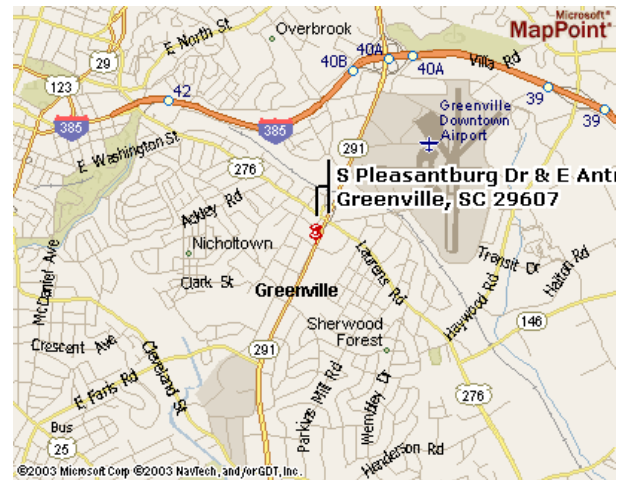 Microsoft®
MapPoint®
E North St
Overbrook
40A
40B
40A
Villa Rd
29
123
42
39
39
385
385
Greenville
Downtown
Airport
E Washington St
291
276
S Pleasantburg Dr & E Ant
Greenville, SC 29607
Ackley Rd
Nicholtown
Laurens Rd
Transit Dr
Halton Rd
Haywood Rd
McDaniel Ave
Clark St
Greenville
146
Sherwood
Forest
Crescent Ave
Cleveland St
291
E Faris Rd
Parkins Mill Rd
Wembley Dr
276
Bus
25
Henderson Rd
©2003 Microsoft Corp ©2003 NavTech, and/or GDT, Inc.